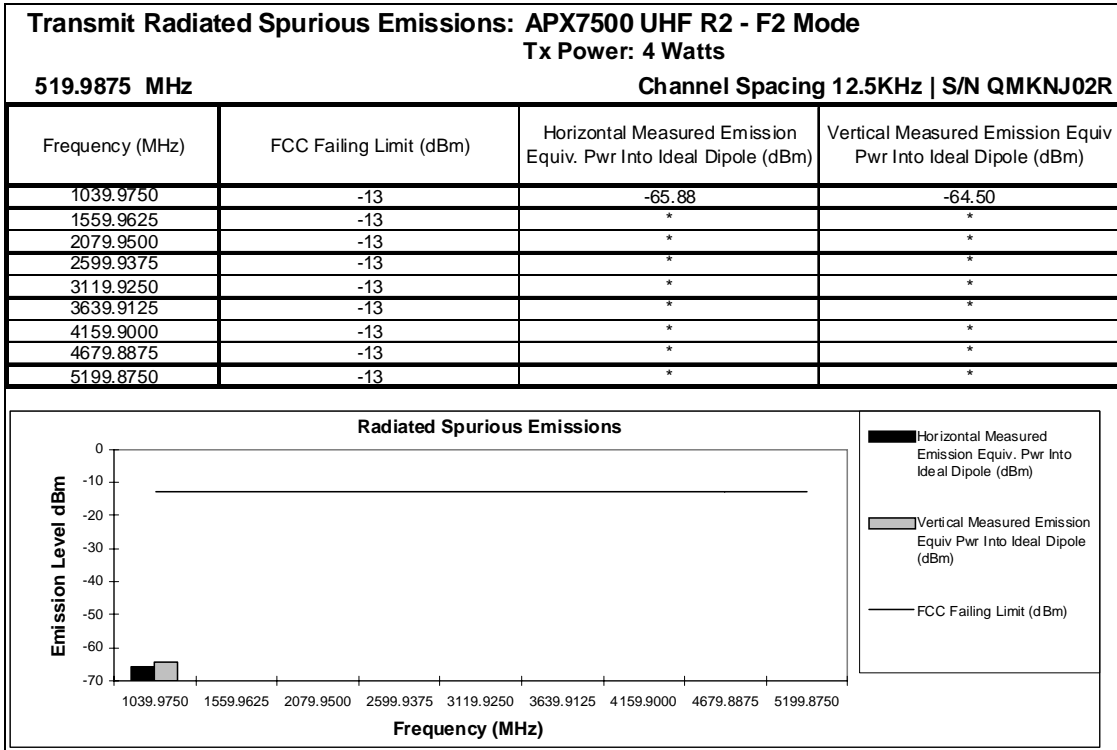 Transmit Radiated Spurious Emissions: APX7500 UHF R2 - F2 Mode
Tx Power: 4 Watts
519.9875 MHz Channel Spacing 12.5KHz | S/N QMKNJ02R
Frequency (MHz) FCC Failing Limit (dBm) Horizontal Measured Emission Equiv. Pwr Into Ideal Dipole (dBm) Vertical Measured Emission Equiv Pwr Into Ideal Dipole (dBm)
1039.9750 -13 -65.88 -64.50
1559.9625 -13 * *
2079.9500 -13 * *
2599.9375 -13 * *
3119.9250 -13 * *
3639.9125 -13 * *
4159.9000 -13 * *
4679.8875 -13 * *
5199.8750 -13 * *
Radiated Spurious Emissions
Emission Level dBm
0
-10
-20
-30
-40
-50
-60
-70
1039.9750 1559.9625 2079.9500 2599.9375 3119.9250 3639.9125 4159.9000 4679.8875 5199.8750
Frequency (MHz)
Horizontal Measured
Emission Equiv. Pwr Into
Ideal Dipole (dBm)
Vertical Measured Emission
Equiv Pwr Into Ideal Dipole
(dBm)
FCC Failing Limit (dBm)